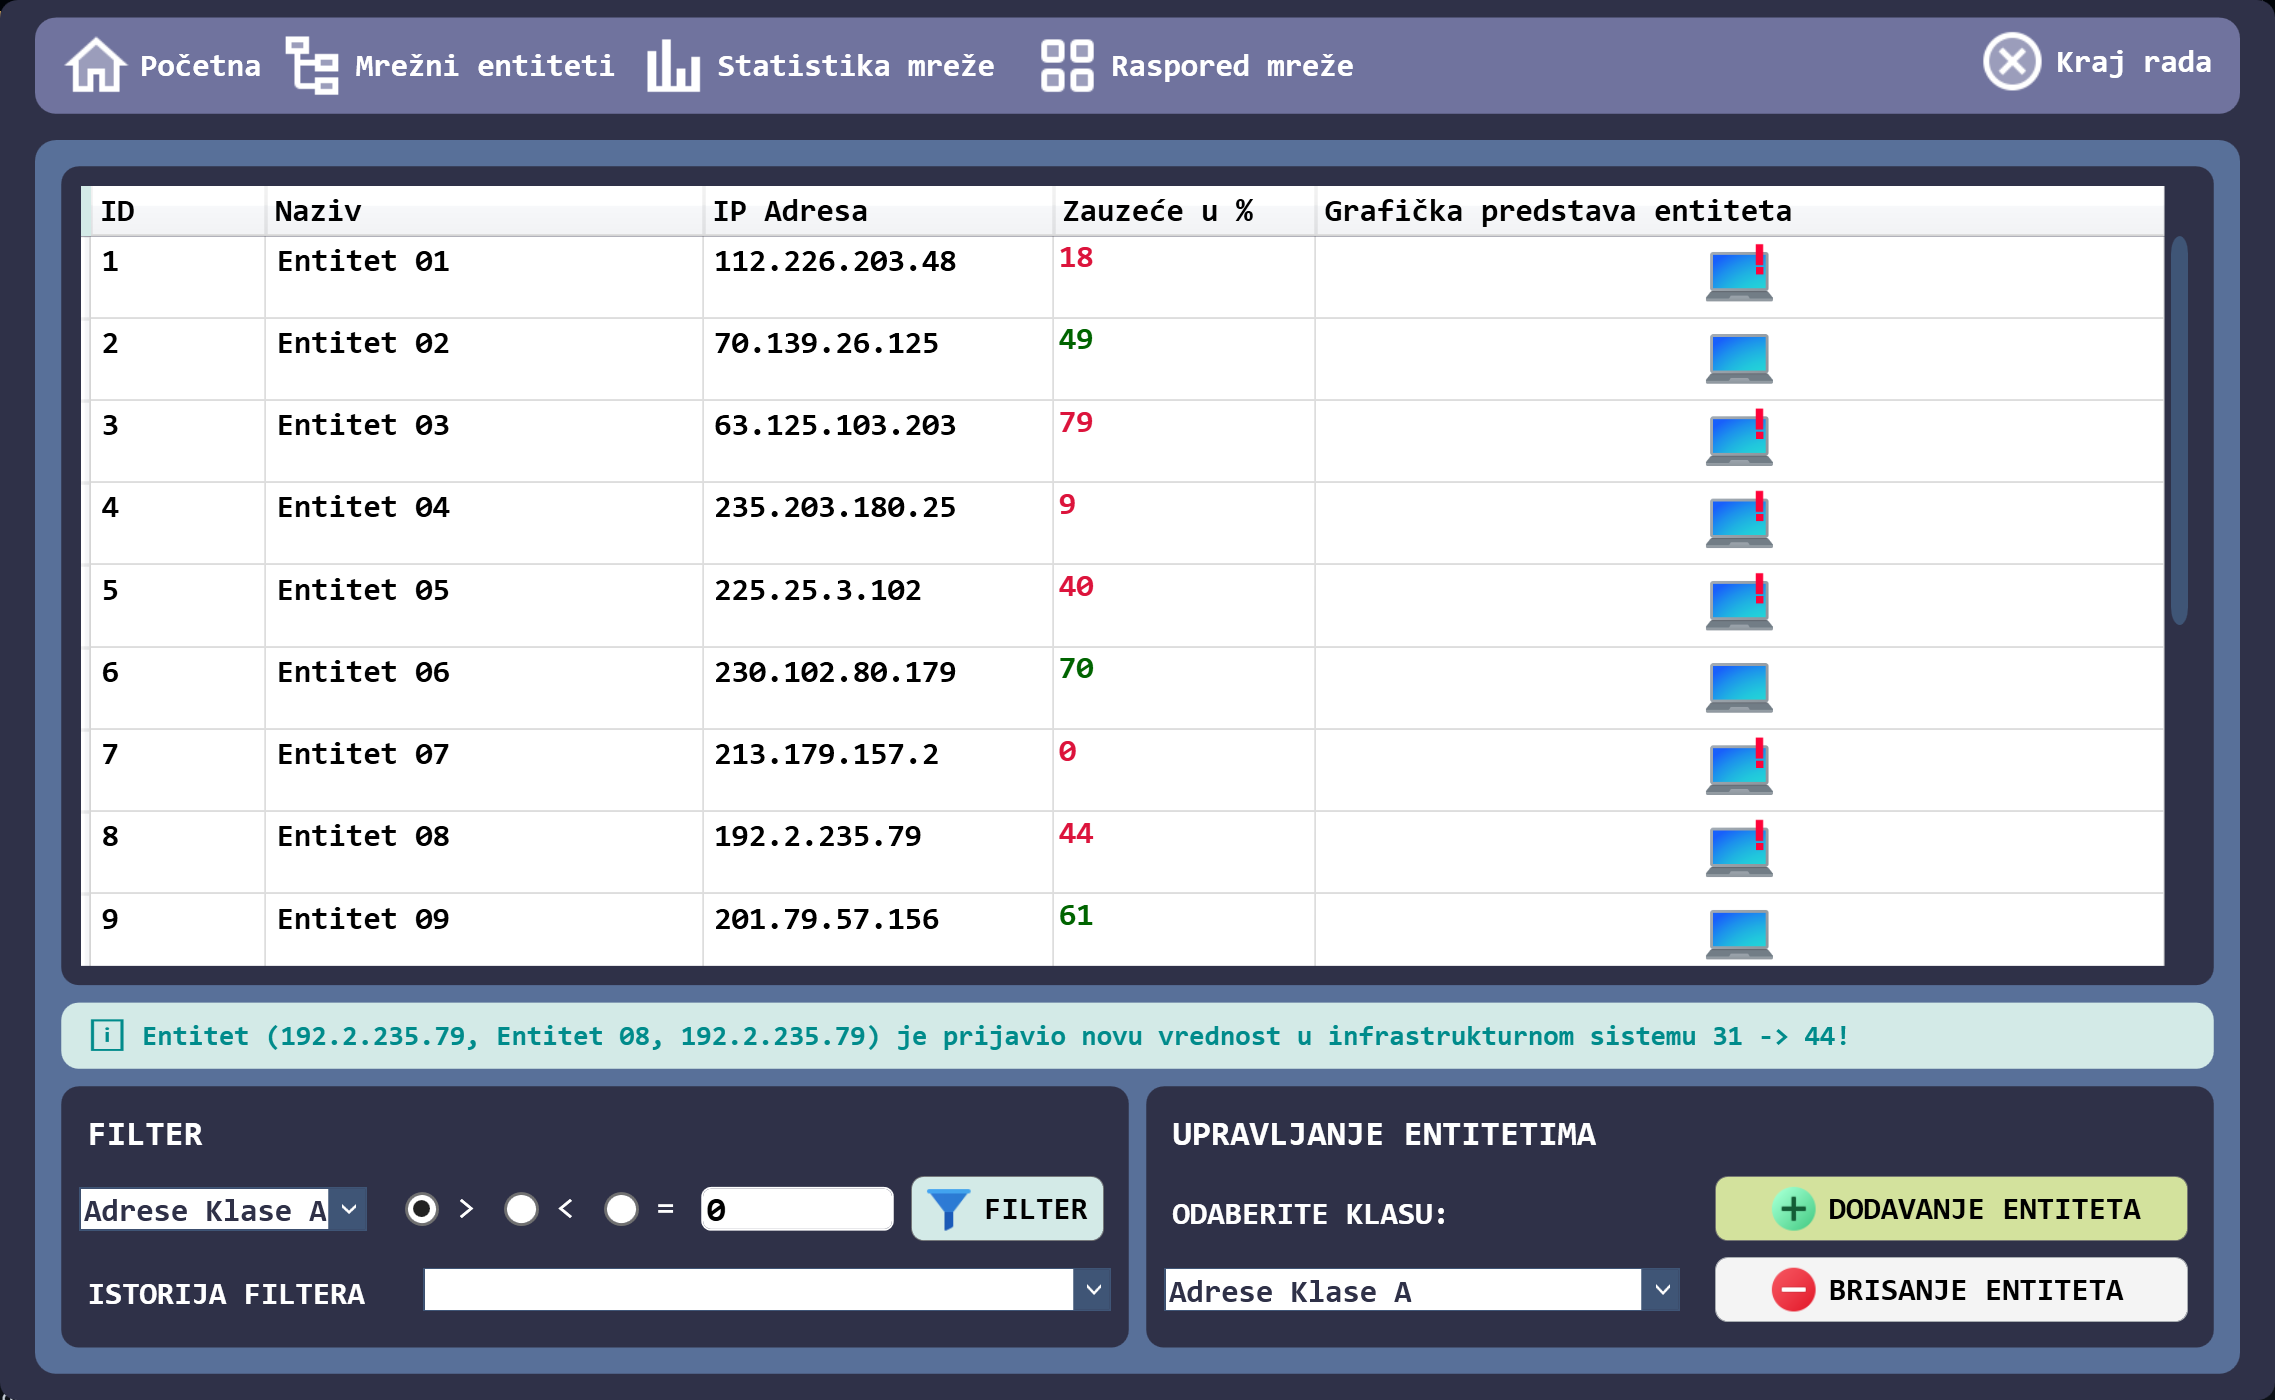 Početna Mrežni entiteti Statistika mreže Raspored mreže Kraj rada
ID Naziv IP Adresa Zauzeće u % Grafička predstava entiteta
1 Entitet 01 112.226.203.48 18
2 Entitet 02 70.139.26.125 49
3 Entitet 03 63.125.103.203 79
4 Entitet 04 235.203.180.25 9
5 Entitet 05 225.25.3.102 40
6 Entitet 06 230.102.80.179 70
7 Entitet 07 213.179.157.2 0
8 Entitet 08 192.2.235.79 44
9 Entitet 09 201.79.57.156 61
Entitet (192.2.235.79, Entitet 08, 192.2.235.79) je prijavio novu vrednost u infrastrukturnom sistemu 31 -> 44!
FILTER
Adrese Klase A > < = 0 FILTER
ISTORIJA FILTERA
UPRAVLJANJE ENTITETIMA
ODABERITE KLASU: DODAVANJE ENTITETA
Adrese Klase A BRISANJE ENTITETA